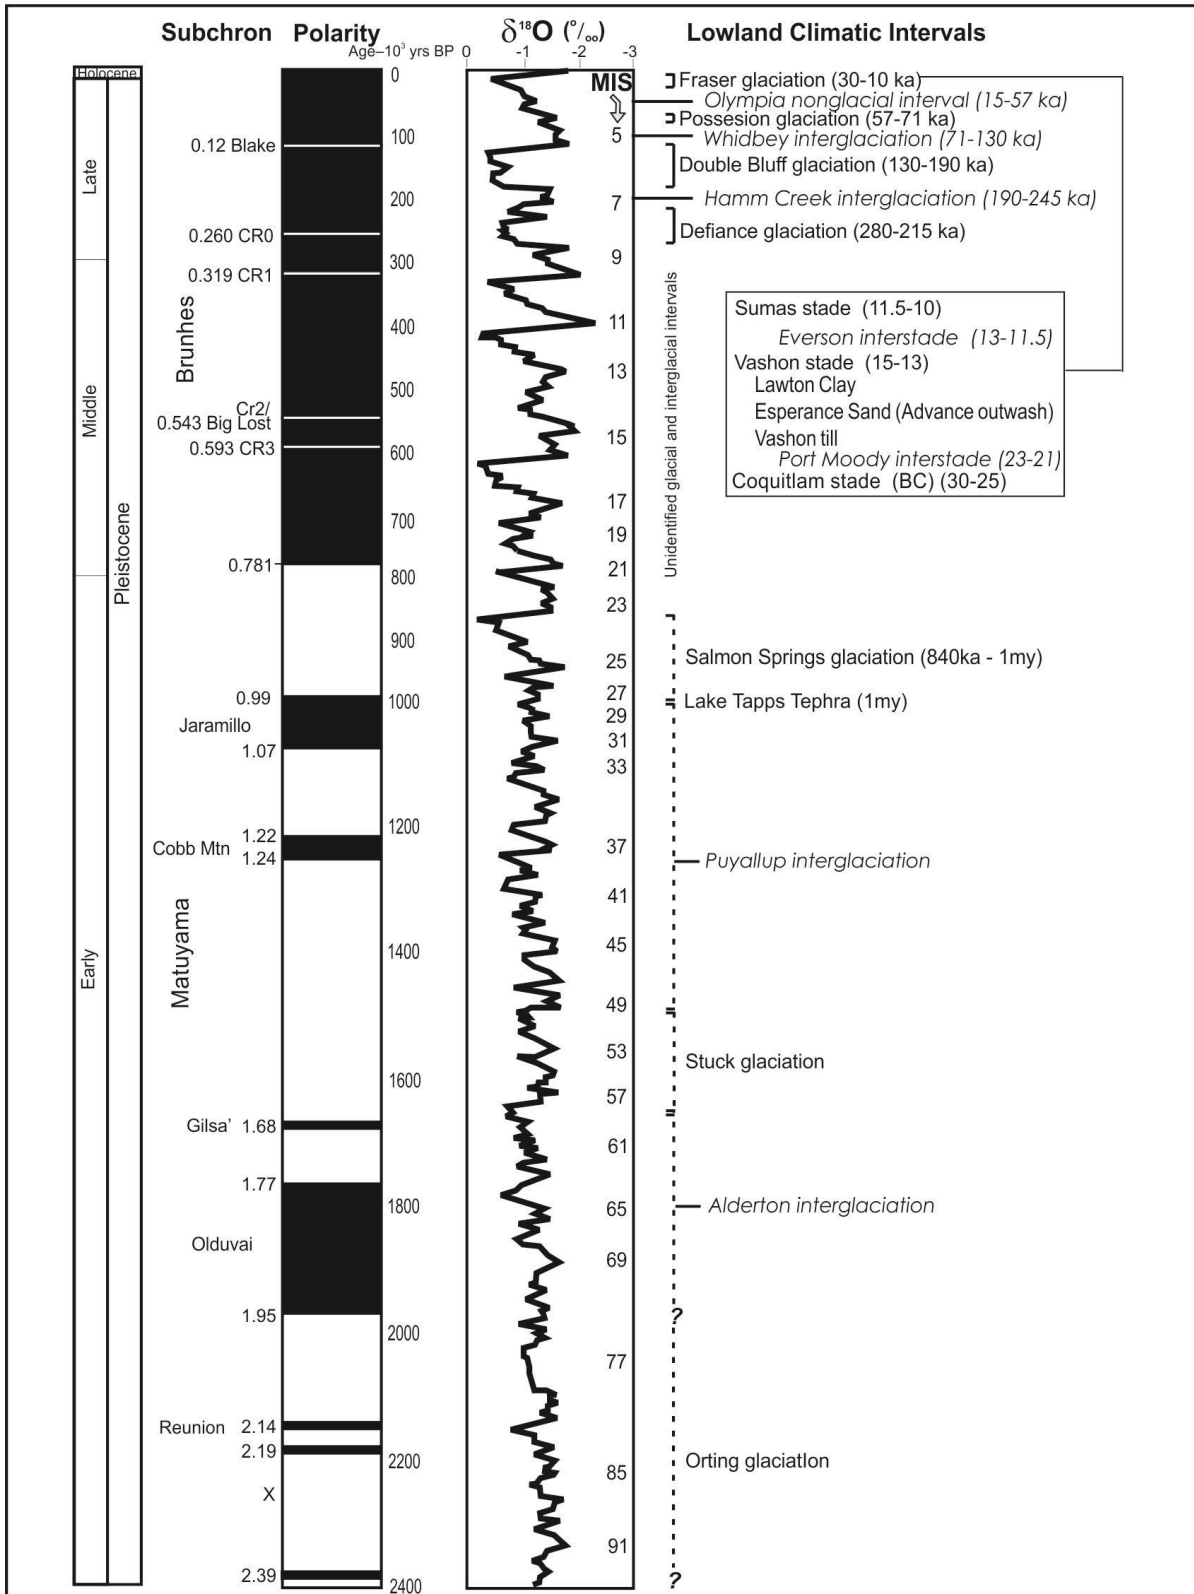 Subchron Polarity δ¹⁸O (º/ₒₒ) Lowland Climatic Intervals
Age–10³ yrs BP 0 -1 -2 -3
Holocene
Late
Middle
Early
Pleistocene
Brunhes
Matuyama
0.12 Blake
0.260 CR0
0.319 CR1
Cr2/
0.543 Big Lost
0.593 CR3
0.781
0.99
Jaramillo
1.07
1.22
Cobb Mtn
1.24
Gilsa’ 1.68
1.77
Olduvai
1.95
Reunion 2.14
2.19
X
2.39
0
100
200
300
400
500
600
700
800
900
1000
1200
1400
1600
1800
2000
2200
2400
MIS
5
7
9
11
13
15
17
19
21
23
25
27
29
31
33
37
41
45
49
53
57
61
65
69
77
85
91
Fraser glaciation (30-10 ka)
Olympia nonglacial interval (15-57 ka)
Possesion glaciation (57-71 ka)
Whidbey interglaciation (71-130 ka)
Double Bluff glaciation (130-190 ka)
Hamm Creek interglaciation (190-245 ka)
Defiance glaciation (280-215 ka)
Unidentified glacial and interglacial intervals
Sumas stade (11.5-10)
Everson interstade (13-11.5)
Vashon stade (15-13)
Lawton Clay
Esperance Sand (Advance outwash)
Vashon till
Port Moody interstade (23-21)
Coquitlam stade (BC) (30-25)
Salmon Springs glaciation (840ka - 1my)
Lake Tapps Tephra (1my)
Puyallup interglaciation
Stuck glaciation
Alderton interglaciation
?
Orting glaciatIon
?